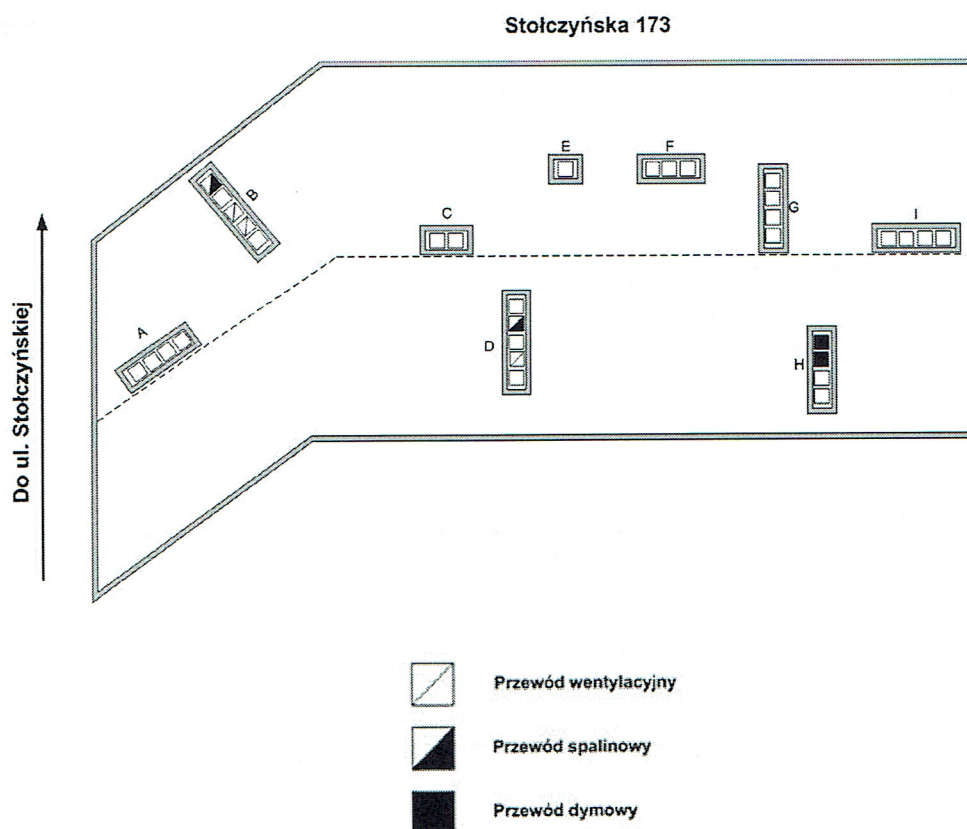 Stołczyńska 173
E
F
B
G
C
I
A
D
H
Do ul. Stołczyńskiej
Przewód wentylacyjny
Przewód spalinowy
Przewód dymowy